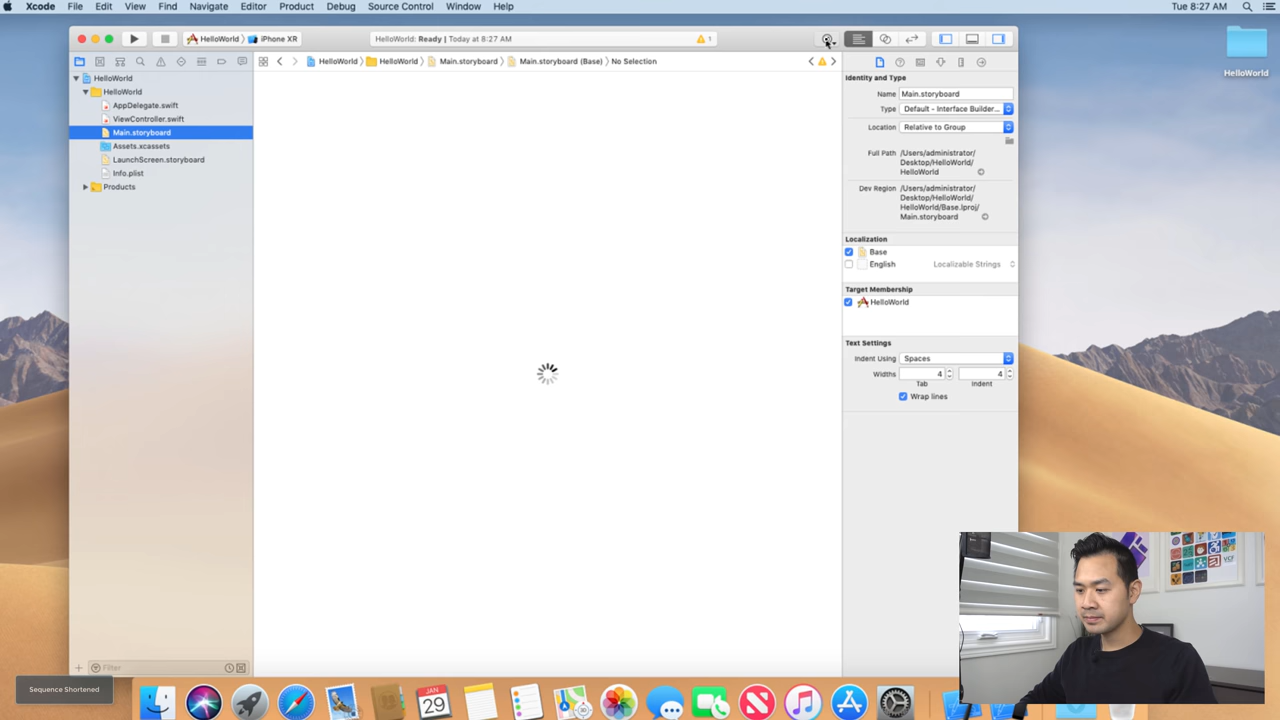 Xcode File Edit View Find Navigate Editor Product Debug Source Control Window Help Tue 8:27 AM
HelloWorld iPhone XR HelloWorld: Ready | Today at 8:27 AM 1
HelloWorld HelloWorld Main.storyboard Main.storyboard (Base) No Selection
HelloWorld
HelloWorld
AppDelegate.swift
ViewController.swift
Main.storyboard
Assets.xcassets
LaunchScreen.storyboard
Info.plist
Products
Filter
Identity and Type
Name Main.storyboard
Type Default - Interface Builder...
Location Relative to Group
Full Path /Users/administrator/
Desktop/HelloWorld/
HelloWorld
Dev Region /Users/administrator/
Desktop/HelloWorld/
HelloWorld/Base.lproj/
Main.storyboard
Localization
Base
English Localizable Strings
Target Membership
HelloWorld
Text Settings
Indent Using Spaces
Widths 4 4
Tab Indent
Wrap lines
HelloWorld
Sequence Shortened
JAN
29
VCF